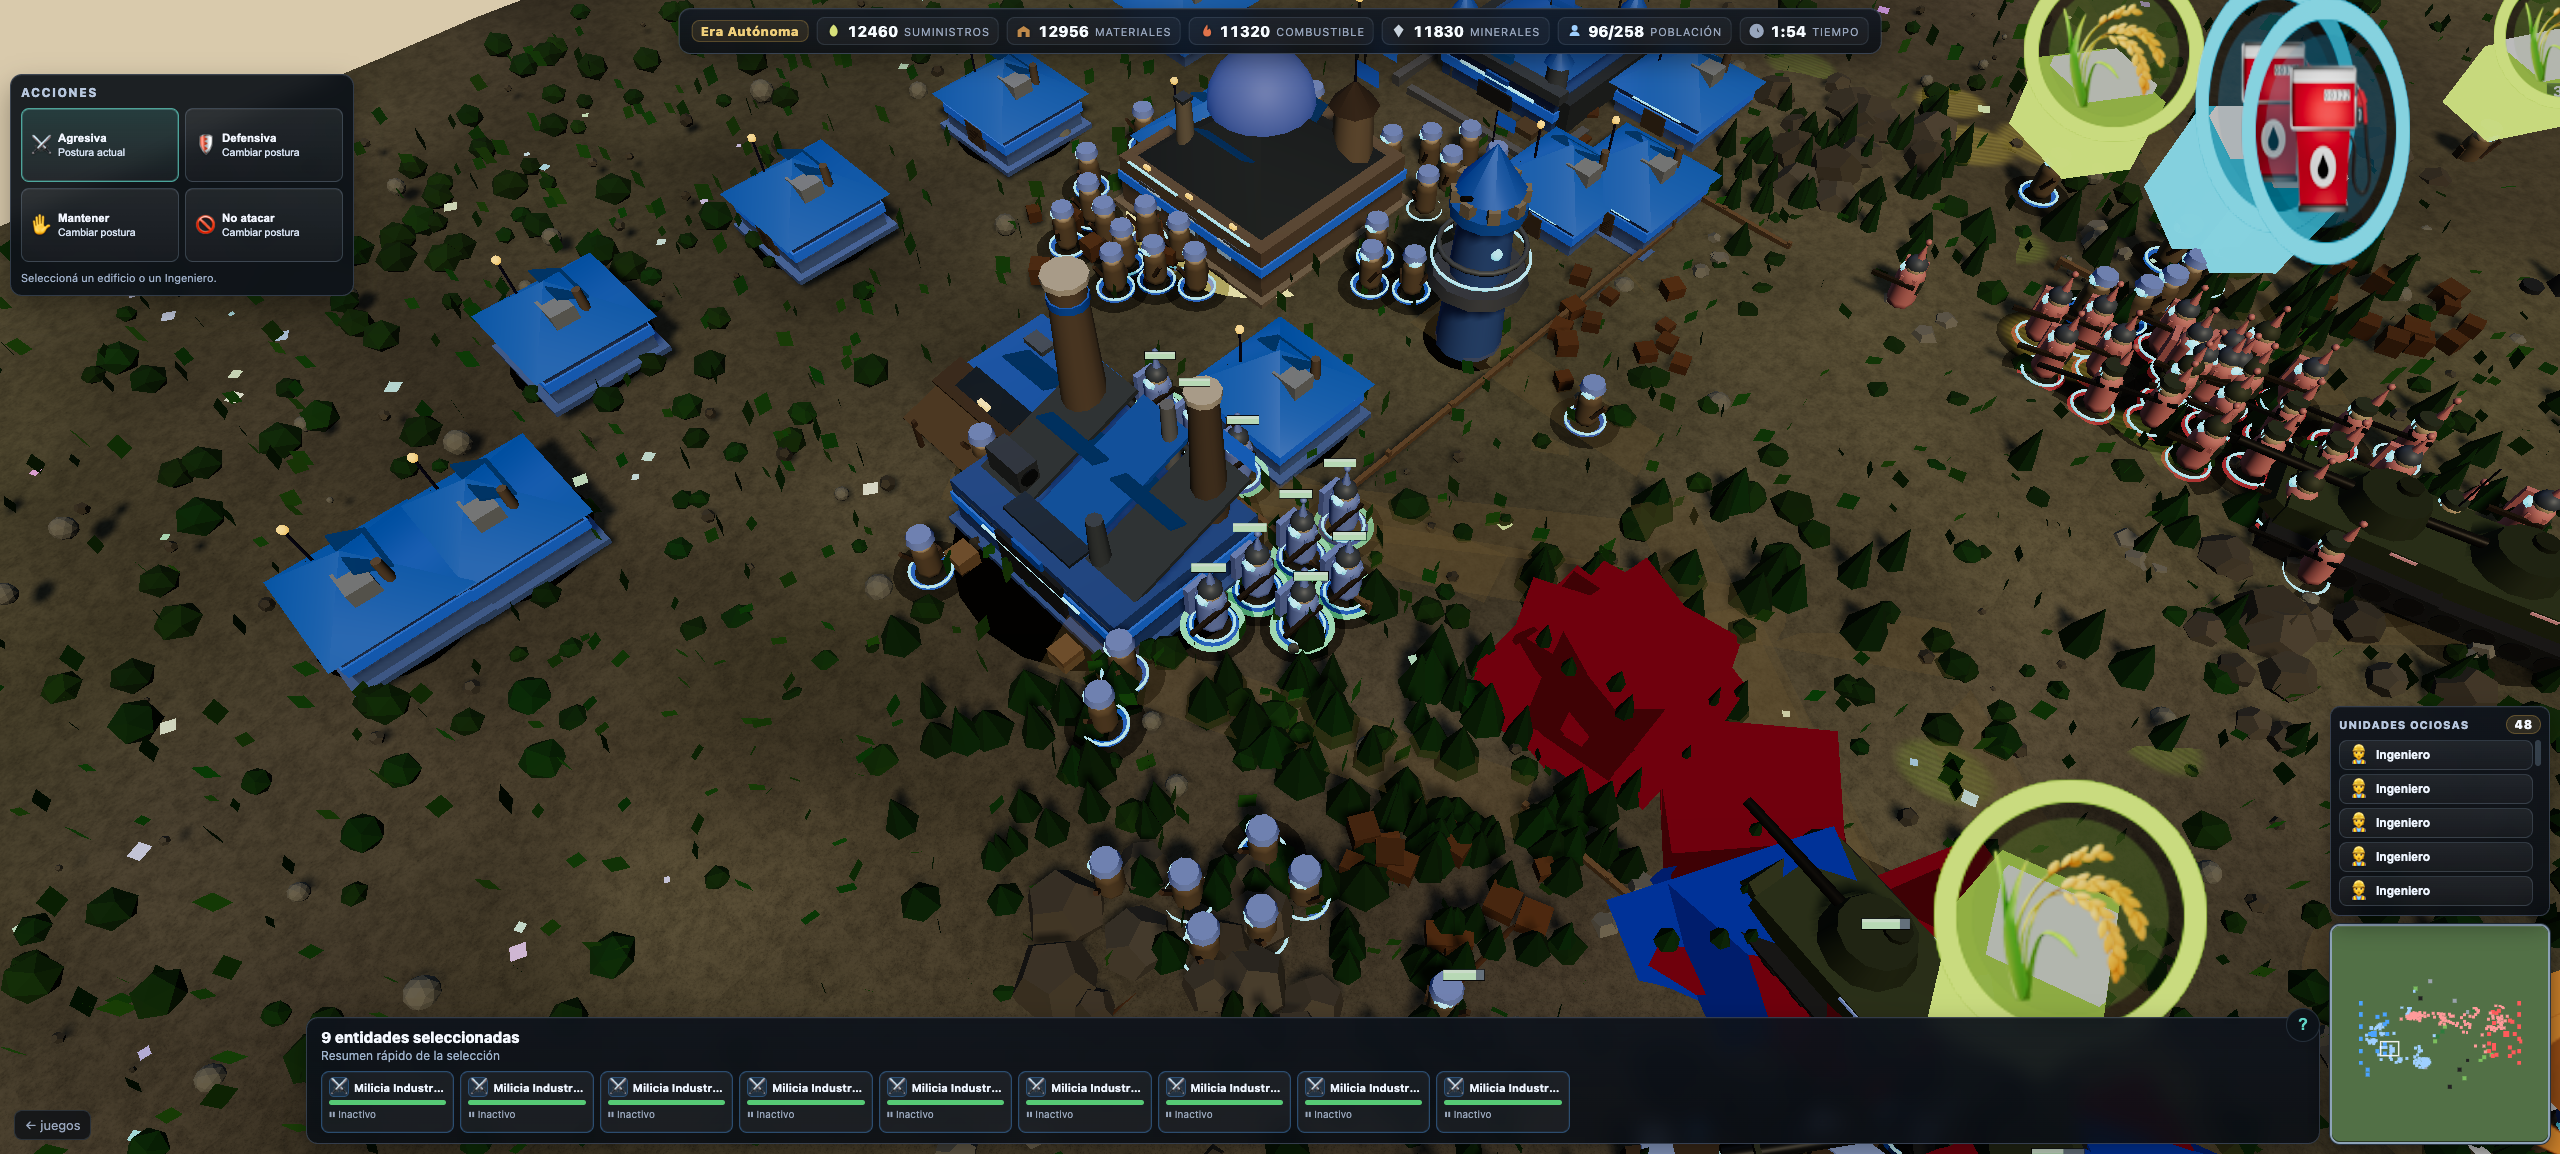 Era Autónoma
12460 SUMINISTROS
12956 MATERIALES
11320 COMBUSTIBLE
11830 MINERALES
96/258 POBLACIÓN
1:54 TIEMPO
ACCIONES
Agresiva
Postura actual
Defensiva
Cambiar postura
Mantener
Cambiar postura
No atacar
Cambiar postura
Seleccioná un edificio o un Ingeniero.
UNIDADES OCIOSAS 48
Ingeniero
Ingeniero
Ingeniero
Ingeniero
Ingeniero
?
9 entidades seleccionadas
Resumen rápido de la selección
Milicia Industr...
Inactivo
Milicia Industr...
Inactivo
Milicia Industr...
Inactivo
Milicia Industr...
Inactivo
Milicia Industr...
Inactivo
Milicia Industr...
Inactivo
Milicia Industr...
Inactivo
Milicia Industr...
Inactivo
Milicia Industr...
Inactivo
← juegos